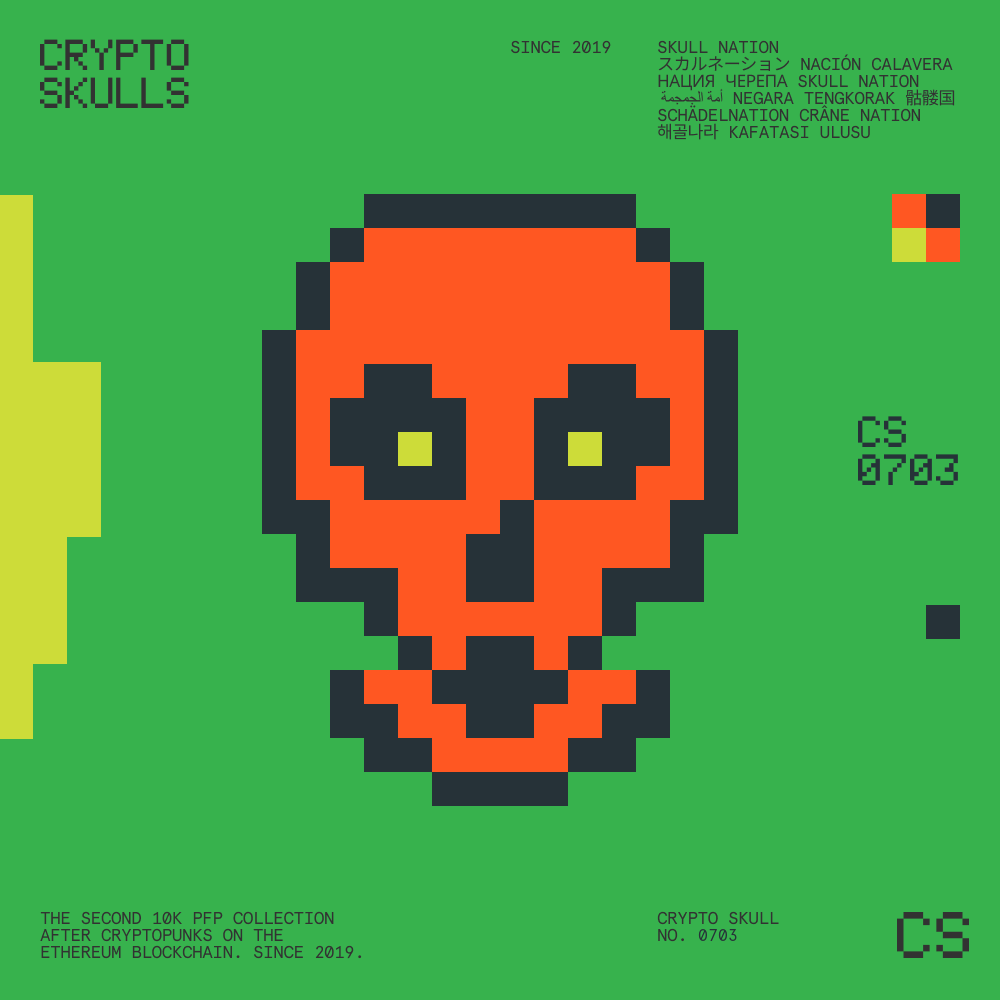 CRYPTO
SKULLS
SINCE 2019
SKULL NATION
スカルネーション NACIÓN CALAVERA
НАЦИЯ ЧЕРЕПА SKULL NATION
أمة الجمجمة NEGARA TENGKORAK 骷髅国
SCHÄDELNATION CRÂNE NATION
해골나라 KAFATASI ULUSU
CS
0703
THE SECOND 10K PFP COLLECTION
AFTER CRYPTOPUNKS ON THE
ETHEREUM BLOCKCHAIN. SINCE 2019.
CRYPTO SKULL
NO. 0703
CS